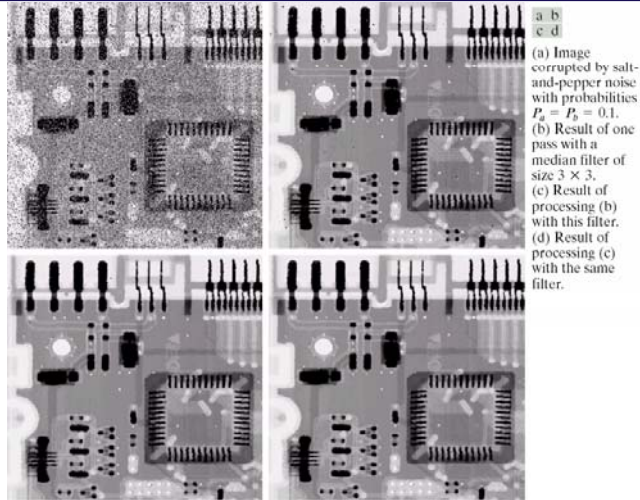 a b
c d
(a) Image
corrupted by salt-
and-pepper noise
with probabilities
Pa = Pb = 0.1.
(b) Result of one
pass with a
median filter of
size 3 × 3.
(c) Result of
processing (b)
with this filter.
(d) Result of
processing (c)
with the same
filter.